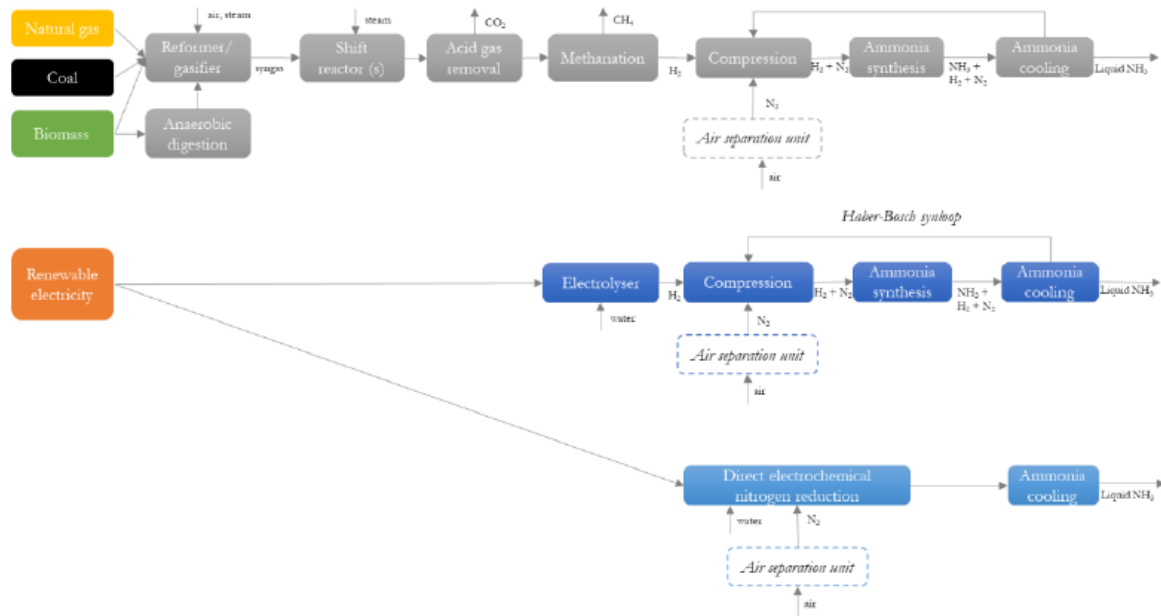 Natural gas
Coal
Biomass
air, steam
Reformer/
gasifier
Anaerobic
digestion
syngas
steam
Shift
reactor (s)
CO₂
Acid gas
removal
CH₄
Methanation
H₂
Compression
N₂
Air separation unit
air
H₂ + N₂
Ammonia
synthesis
NH₃ +
H₂ + N₂
Ammonia
cooling
Liquid NH₃
Haber-Bosch synloop
Renewable
electricity
Electrolyser
water
H₂
Compression
N₂
Air separation unit
air
H₂ + N₂
Ammonia
synthesis
NH₃ +
H₂ + N₂
Ammonia
cooling
Liquid NH₃
Direct electrochemical
nitrogen reduction
water
N₂
Air separation unit
air
Ammonia
cooling
Liquid NH₃